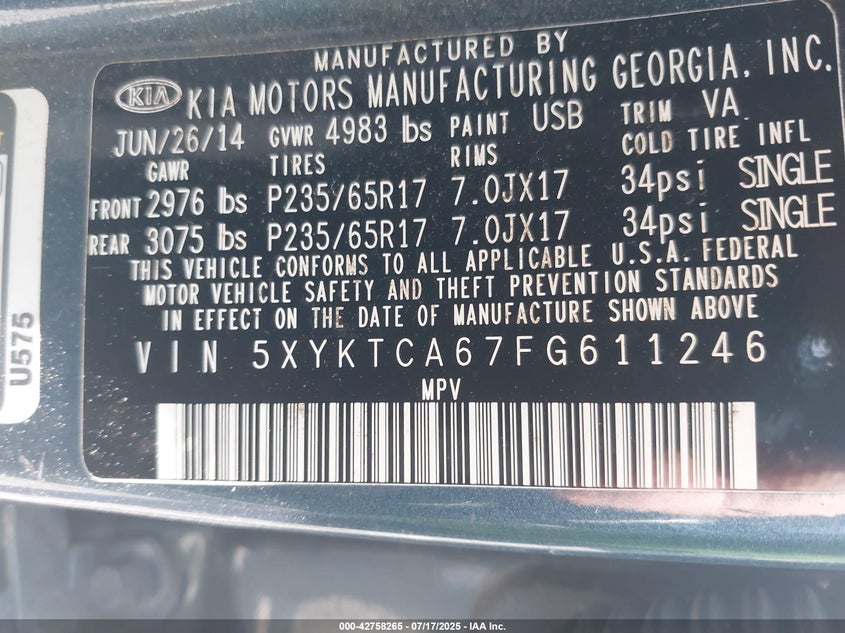 MANUFACTURED BY
KIA KIA MOTORS MANUFACTURING GEORGIA, INC.
JUN/26/14 GVWR 4983 lbs PAINT USB TRIM VA
GAWR TIRES RIMS COLD TIRE INFL
FRONT 2976 lbs P235/65R17 7.0JX17 34psi SINGLE
REAR 3075 lbs P235/65R17 7.0JX17 34psi SINGLE
THIS VEHICLE CONFORMS TO ALL APPLICABLE U.S.A. FEDERAL
MOTOR VEHICLE SAFETY AND THEFT PREVENTION STANDARDS
IN EFFECT ON THE DATE OF MANUFACTURE SHOWN ABOVE
VIN 5XYKTCA67FG611246
MPV
U575
000-42758265 - 07/17/2025 - IAA Inc.